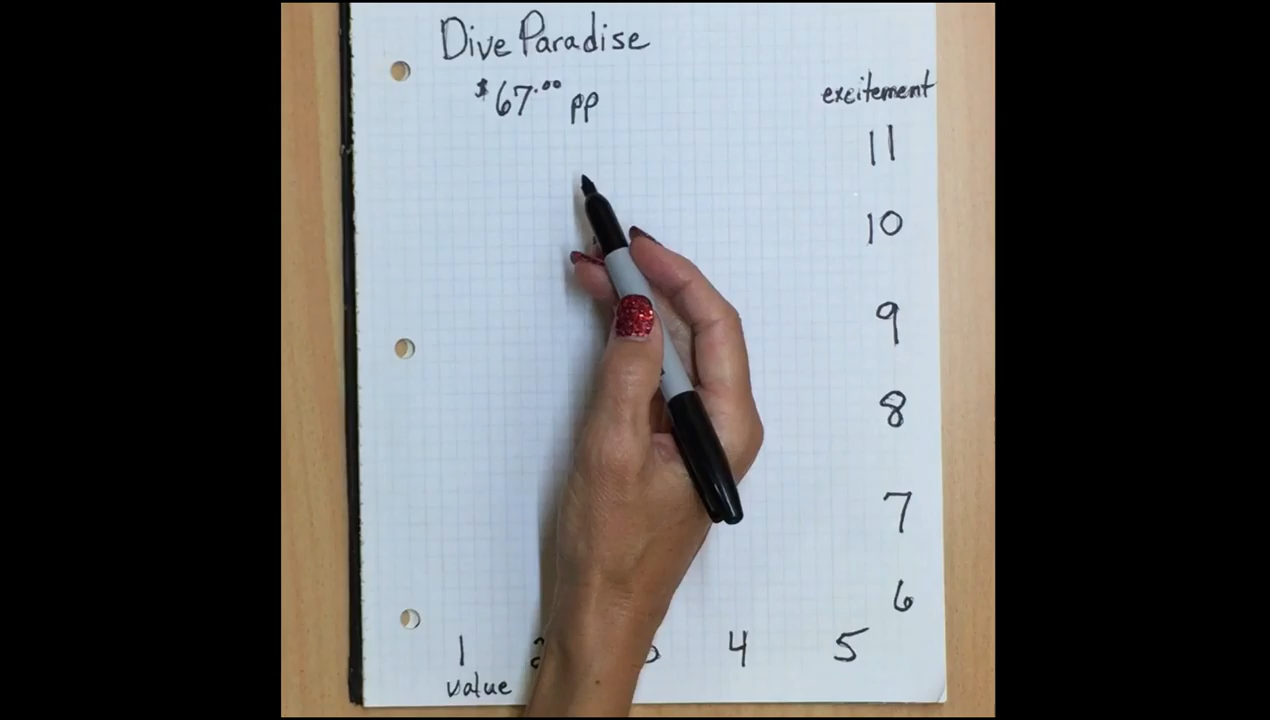 Dive Paradise
$67.00 pp
excitement
11
10
9
8
7
6
1 4 5
value